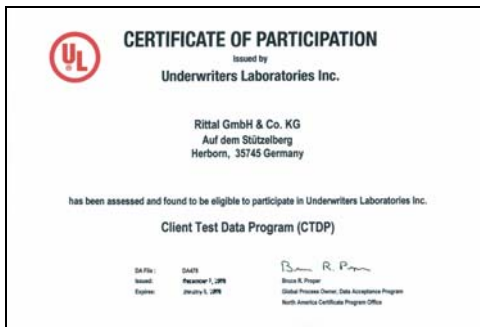 UL
CERTIFICATE OF PARTICIPATION
Issued by
Underwriters Laboratories Inc.
Rittal GmbH & Co. KG
Auf dem Stützelberg
Herborn, 35745 Germany
has been assessed and found to be eligible to participate in Underwriters Laboratories Inc.
Client Test Data Program (CTDP)
DA File :
Issued:
Expires:
Bruce R. Proper
Global Process Owner, Data Acceptance Program
North America Certificate Program Office